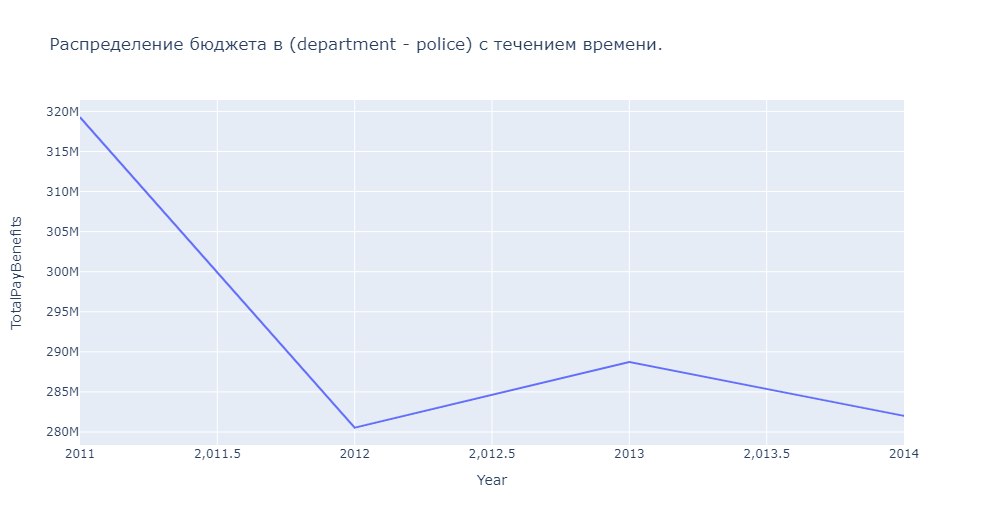 Распределение бюджета в (department - police) с течением времени.
320M
315M
310M
305M
300M
295M
290M
285M
280M
TotalPayBenefits
2011 2,011.5 2012 2,012.5 2013 2,013.5 2014
Year